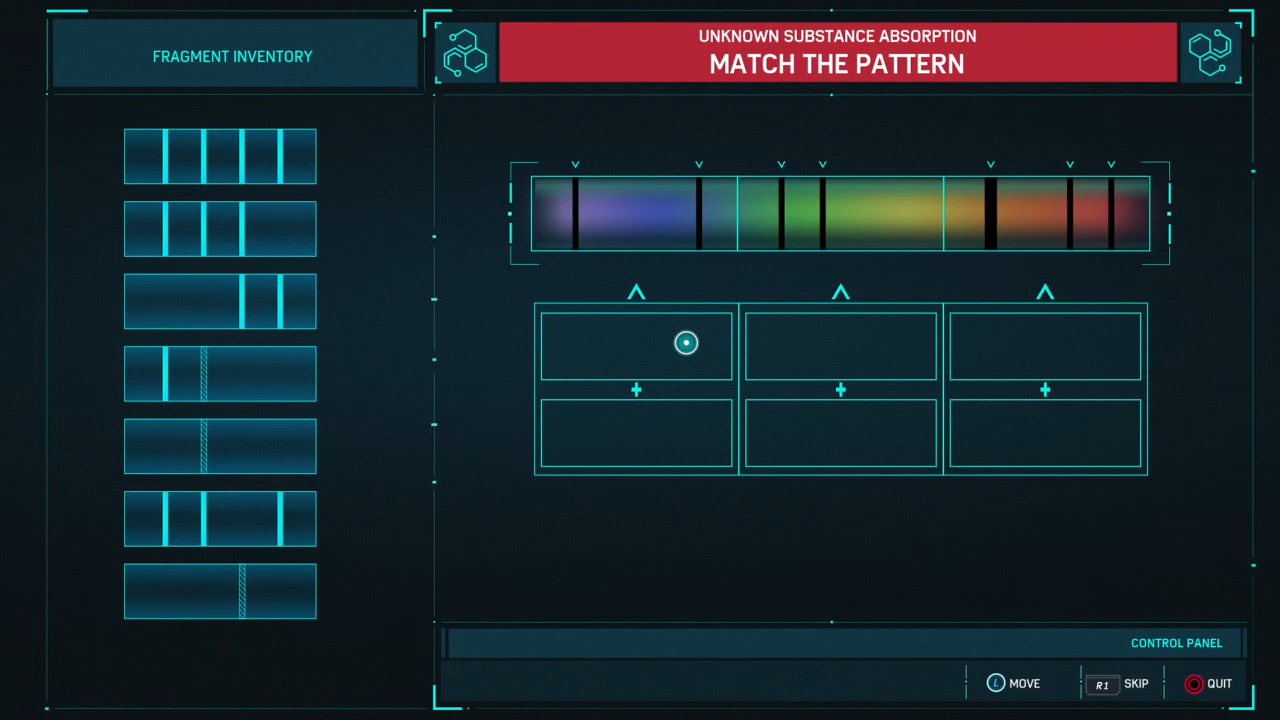 FRAGMENT INVENTORY
UNKNOWN SUBSTANCE ABSORPTION
MATCH THE PATTERN
CONTROL PANEL
L MOVE
R1 SKIP
QUIT